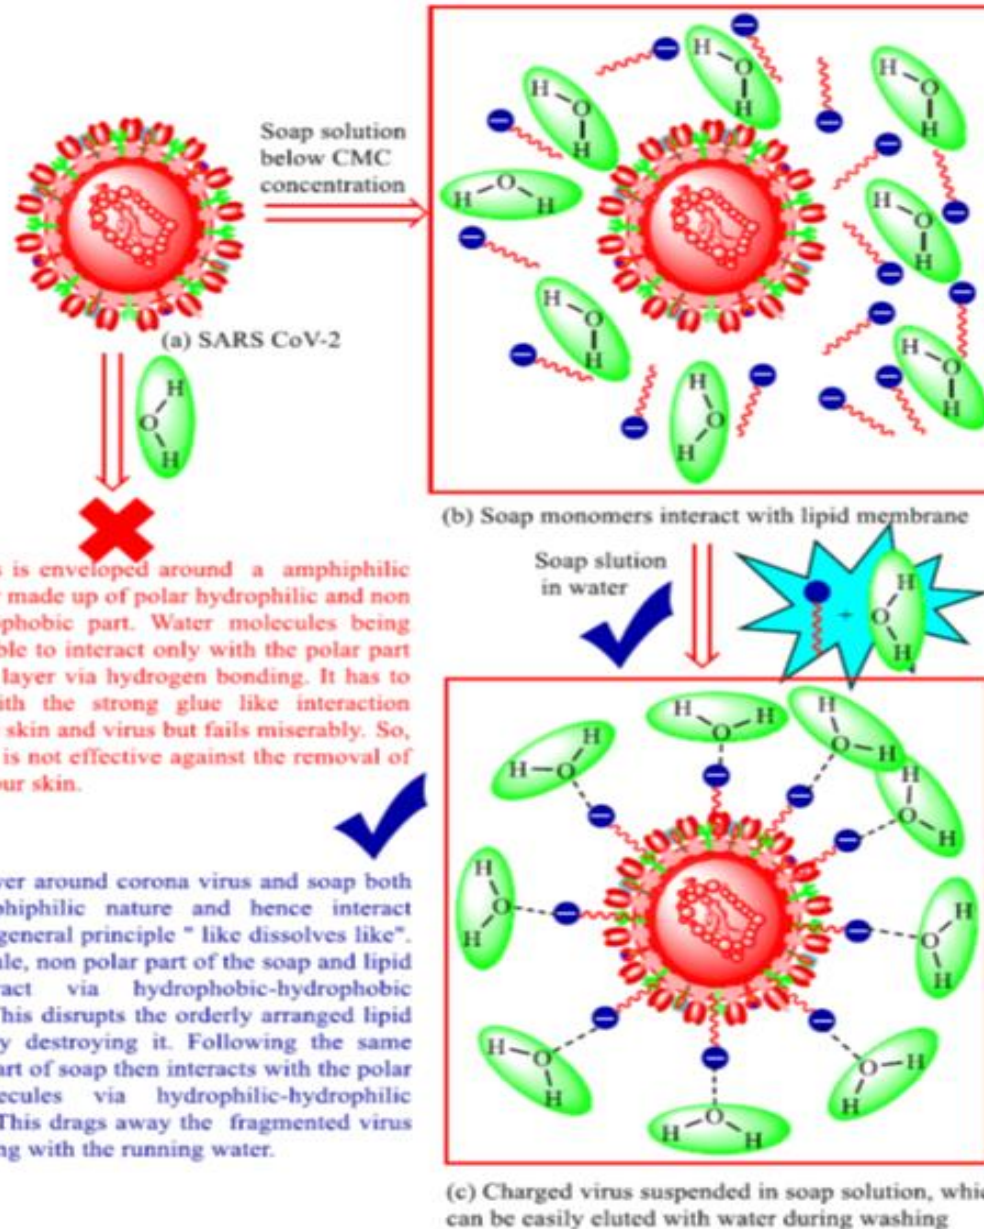 Soap solution
below CMC
concentration
(a) SARS CoV-2
H
O
H
H O H
H O H
H O H
H O H
H O H
H O H
H O H
H O H
H O H
(b) Soap monomers interact with lipid membrane
Soap slution
in water
+
H
O
H
s is enveloped around a amphiphilic
r made up of polar hydrophilic and non
ophobic part. Water molecules being
ble to interact only with the polar part
layer via hydrogen bonding. It has to
ith the strong glue like interaction
skin and virus but fails miserably. So,
is not effective against the removal of
our skin.
ver around corona virus and soap both
phiphilic nature and hence interact
general principle " like dissolves like".
ale, non polar part of the soap and lipid
ract via hydrophobic-hydrophobic
This disrupts the orderly arranged lipid
y destroying it. Following the same
art of soap then interacts with the polar
ecules via hydrophilic-hydrophilic
This drags away the fragmented virus
ng with the running water.
H O H
H O H
H O H
H O H
H O H
H O H
H O H
H O H
H O H
(c) Charged virus suspended in soap solution, whic
can be easily eluted with water during washing